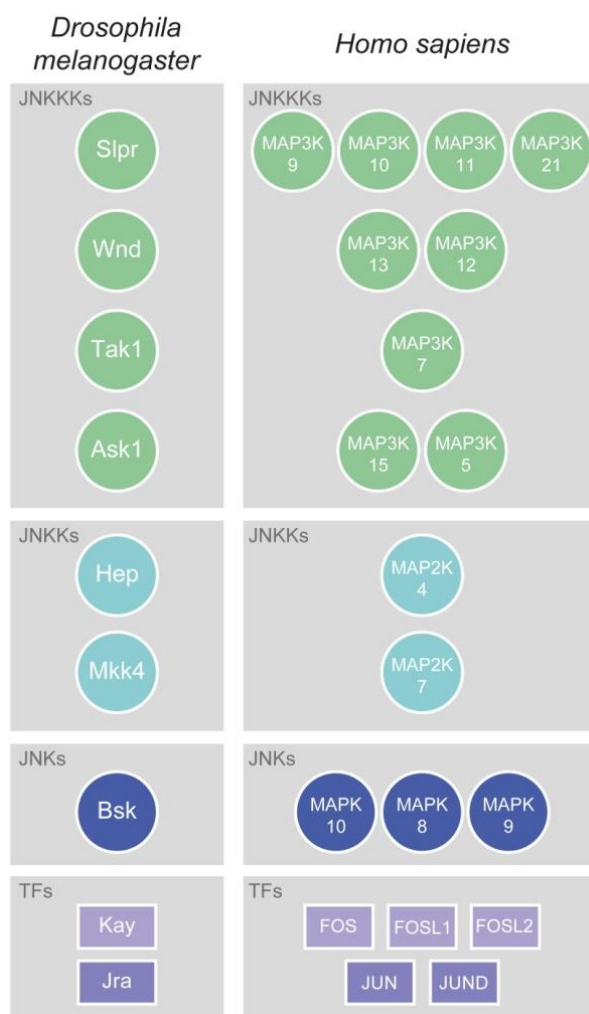 Drosophila
melanogaster
Homo sapiens
JNKKKs
JNKKKs
Slpr
MAP3K
9
MAP3K
10
MAP3K
11
MAP3K
21
Wnd
MAP3K
13
MAP3K
12
Tak1
MAP3K
7
Ask1
MAP3K
15
MAP3K
5
JNKKs
JNKKs
Hep
MAP2K
4
Mkk4
MAP2K
7
JNKs
JNKs
Bsk
MAPK
10
MAPK
8
MAPK
9
TFs
TFs
Kay
FOS
FOSL1
FOSL2
Jra
JUN
JUND